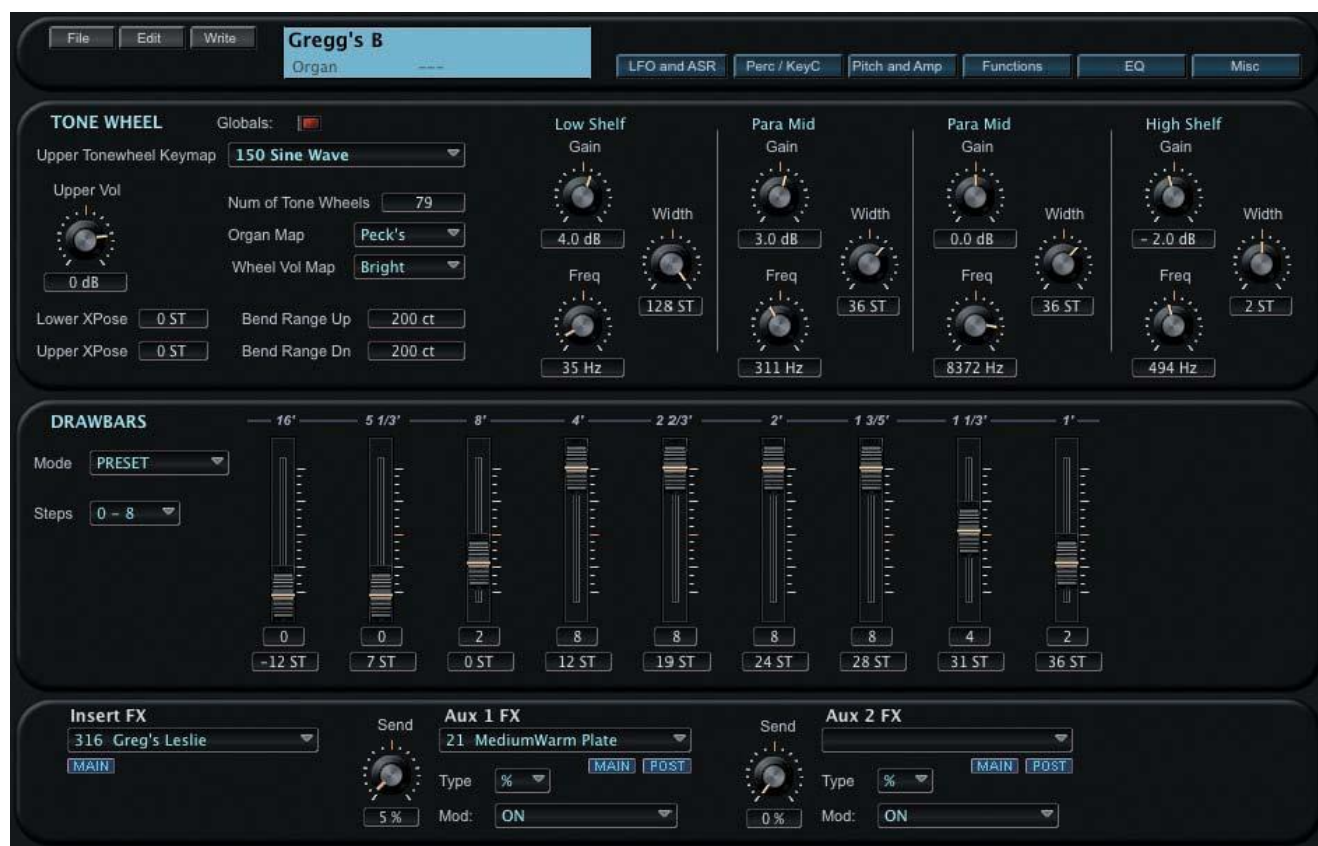 File Edit Write
Gregg's B
Organ ---
LFO and ASR Perc / KeyC Pitch and Amp Functions EQ Misc
TONE WHEEL Globals:
Upper Tonewheel Keymap 150 Sine Wave
Upper Vol
0 dB
Num of Tone Wheels 79
Organ Map Peck's
Wheel Vol Map Bright
Lower XPose 0 ST Bend Range Up 200 ct
Upper XPose 0 ST Bend Range Dn 200 ct
Low Shelf
Gain
4.0 dB
Width
128 ST
Freq
35 Hz
Para Mid
Gain
3.0 dB
Width
36 ST
Freq
311 Hz
Para Mid
Gain
0.0 dB
Width
36 ST
Freq
8372 Hz
High Shelf
Gain
- 2.0 dB
Width
2 ST
Freq
494 Hz
DRAWBARS
Mode PRESET
Steps 0 – 8
16' 5 1/3' 8' 4' 2 2/3' 2' 1 3/5' 1 1/3' 1'
0 0 2 8 8 8 8 4 2
-12 ST 7 ST 0 ST 12 ST 19 ST 24 ST 28 ST 31 ST 36 ST
Insert FX
316 Greg's Leslie
MAIN
Send
5 %
Aux 1 FX
21 MediumWarm Plate
MAIN POST
Type %
Mod: ON
Send
0 %
Aux 2 FX
MAIN POST
Type %
Mod: ON